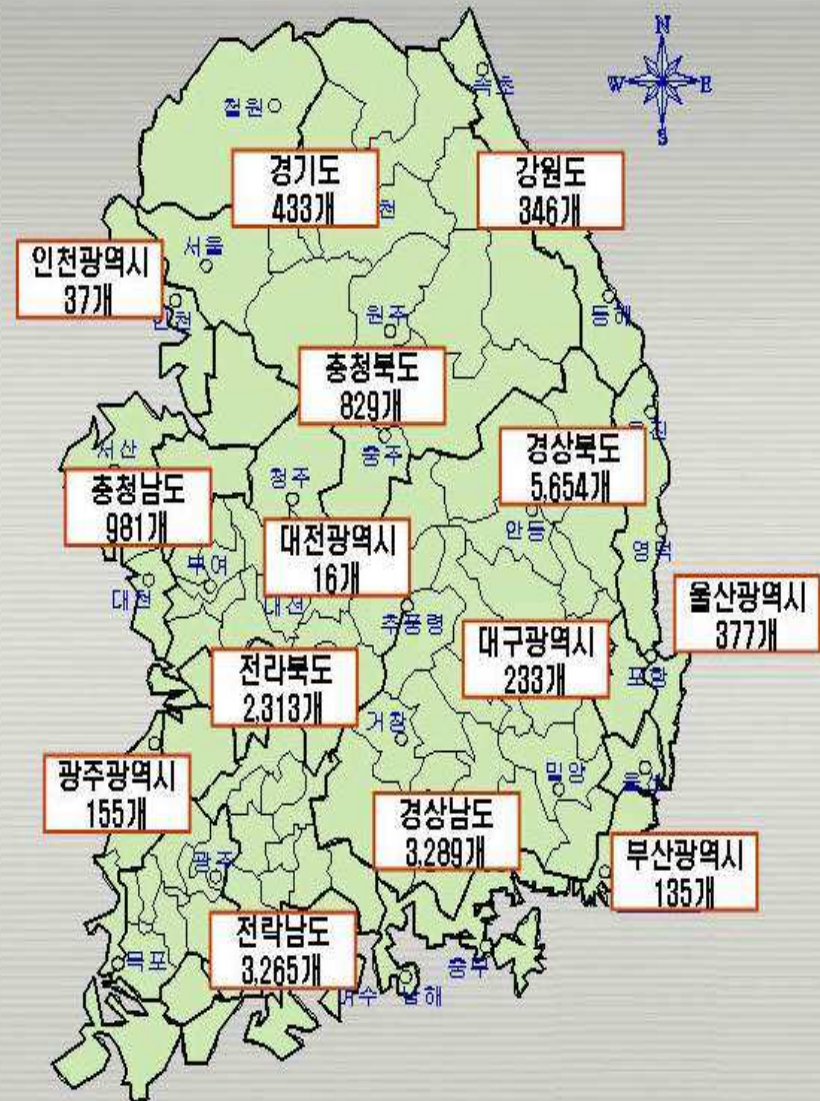 N
속초
W E
S
철원
경기도
433개
강원도
346개
서울
인천광역시
37개
동해
원주
충청북도
829개
서산
충주
경상북도
5,654개
청주
충청남도
981개
안동
대전광역시
16개
영덕
부여
대천
대전
추풍령
울산광역시
377개
대구광역시
233개
포항
전라북도
2,313개
거창
밀양
광주광역시
155개
경상남도
3,289개
부산광역시
135개
광주
전락남도
3,265개
목포
충무